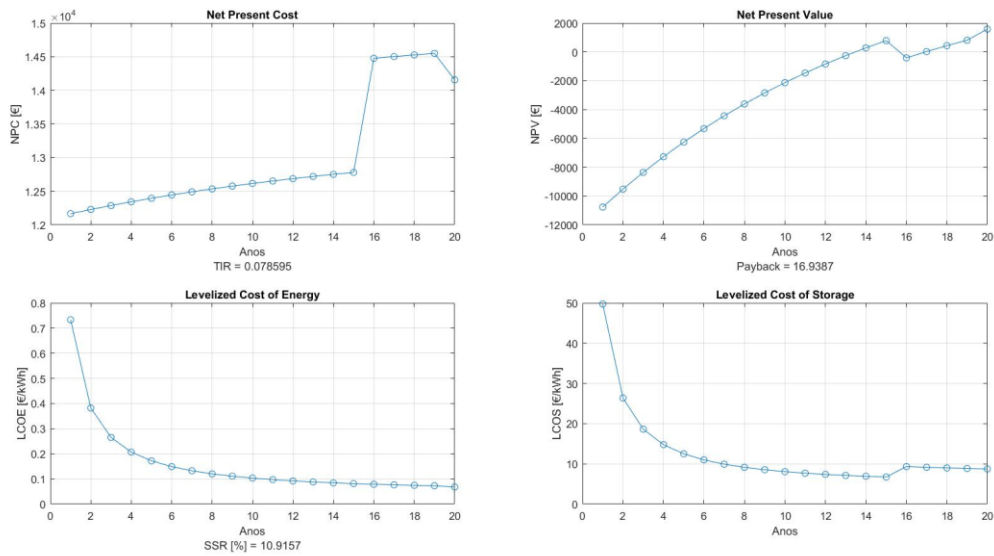 Net Present Cost
×10⁴
1.5
1.45
1.4
1.35
1.3
1.25
1.2
NPC [€]
0 2 4 6 8 10 12 14 16 18 20
Anos
TIR = 0.078595
Net Present Value
2000
0
-2000
-4000
-6000
-8000
-10000
-12000
NPV [€]
0 2 4 6 8 10 12 14 16 18 20
Anos
Payback = 16.9387
Levelized Cost of Energy
0.8
0.7
0.6
0.5
0.4
0.3
0.2
0.1
0
LCOE [€/kWh]
0 2 4 6 8 10 12 14 16 18 20
Anos
SSR [%] = 10.9157
Levelized Cost of Storage
50
40
30
20
10
0
LCOS [€/kWh]
0 2 4 6 8 10 12 14 16 18 20
Anos